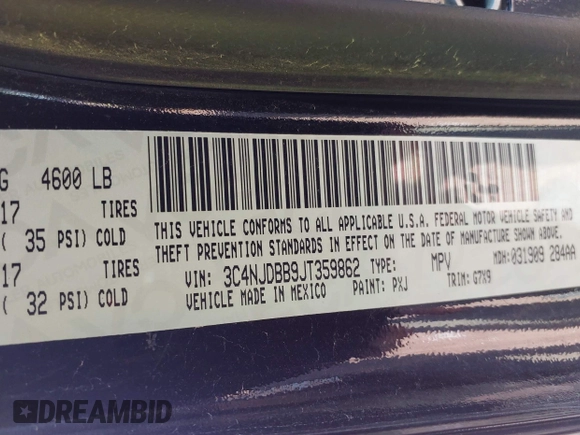 G 4600 LB
17 TIRES
( 35 PSI) COLD
17 TIRES
( 32 PSI) COLD
THIS VEHICLE CONFORMS TO ALL APPLICABLE U.S.A. FEDERAL MOTOR VEHICLE SAFETY AND
THEFT PREVENTION STANDARDS IN EFFECT ON THE DATE OF MANUFACTURE SHOWN ABOVE.
VIN: 3C4NJDBB9JT359862 TYPE: MPV MDH: 031909 284AA
VEHICLE MADE IN MEXICO PAINT: PXJ TRIM: G7X9
DREAMBID